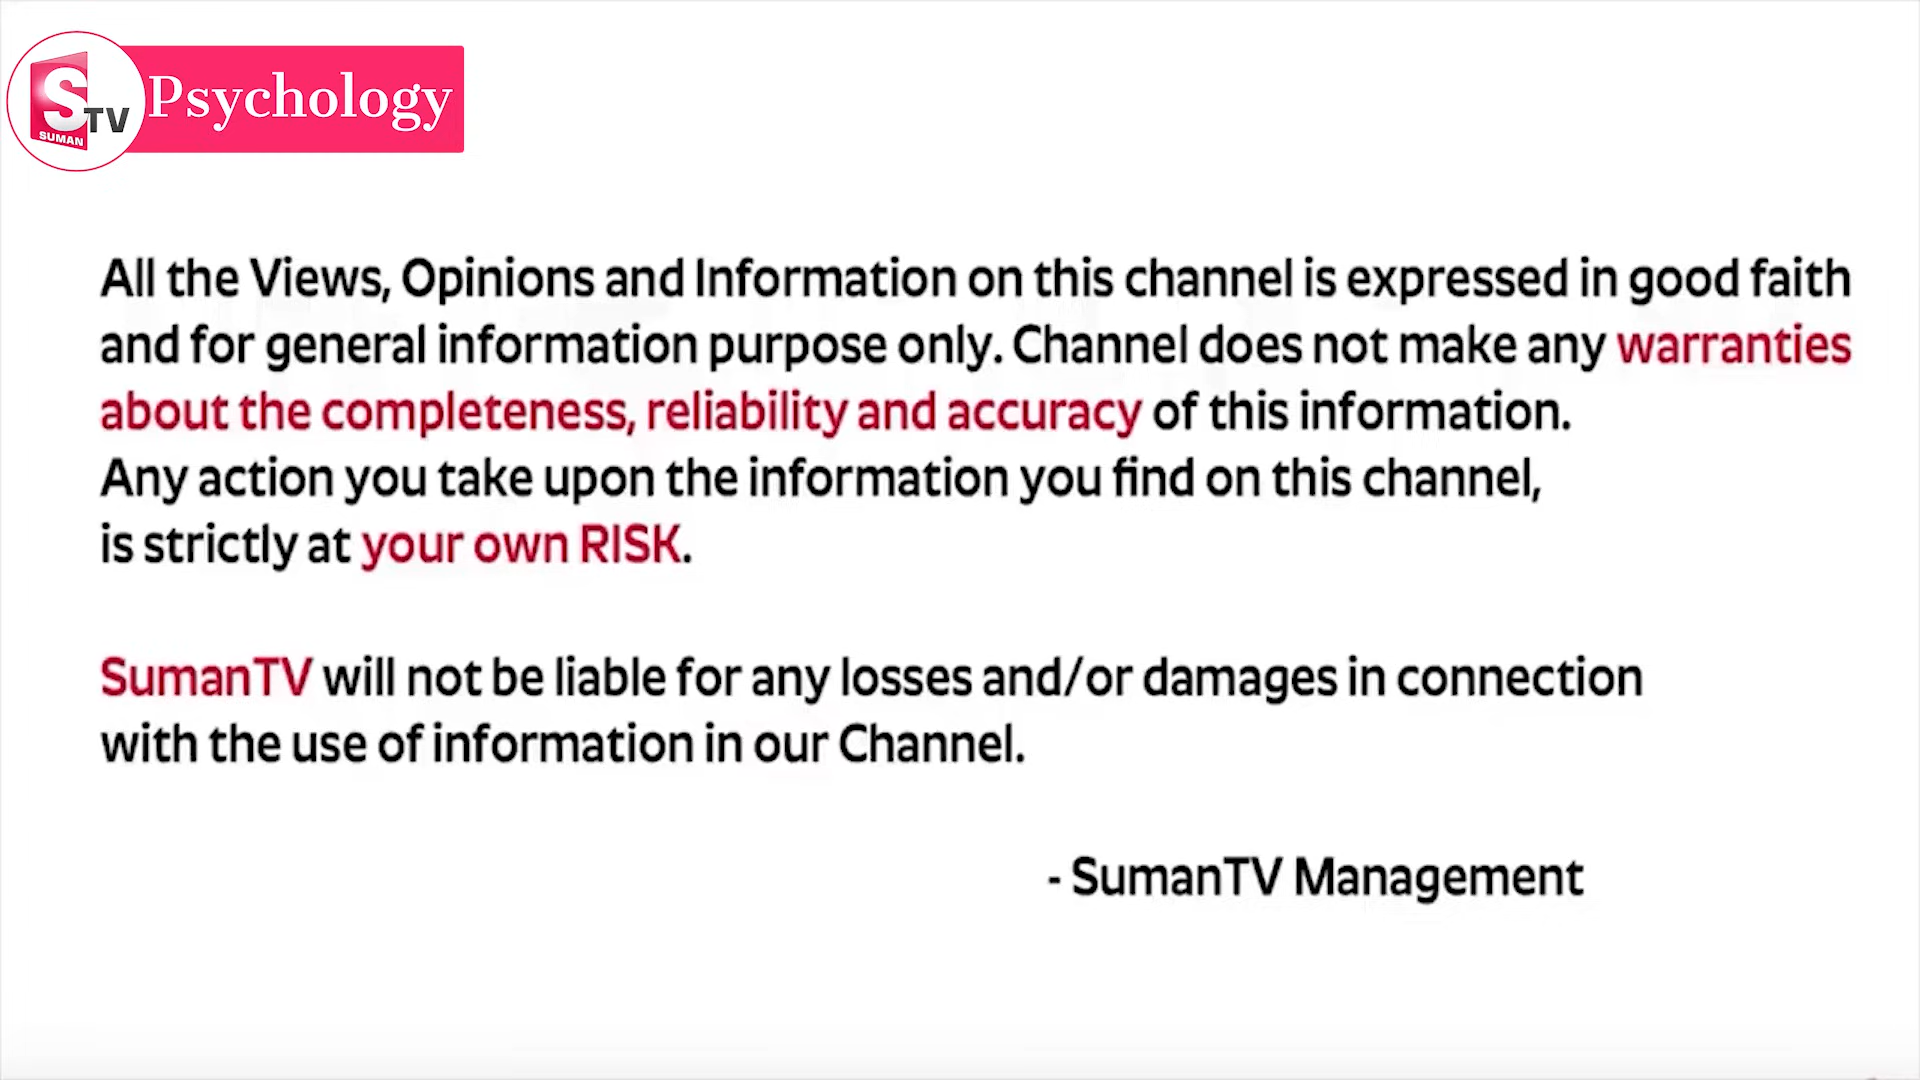 S
TV
SUMAN
Psychology
All the Views, Opinions and Information on this channel is expressed in good faith
and for general information purpose only. Channel does not make any warranties
about the completeness, reliability and accuracy of this information.
Any action you take upon the information you find on this channel,
is strictly at your own RISK.
SumanTV will not be liable for any losses and/or damages in connection
with the use of information in our Channel.
- SumanTV Management